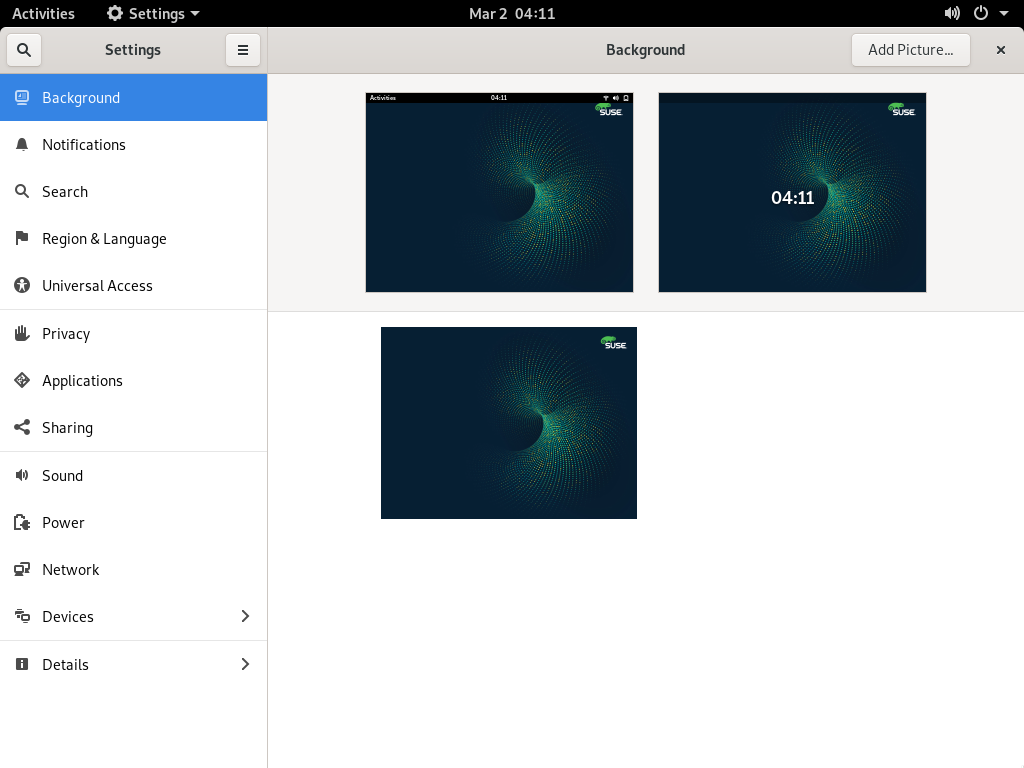 Activities Settings Mar 2 04:11
Settings Background Add Picture...
Background
Notifications
Search
Region & Language
Universal Access
Privacy
Applications
Sharing
Sound
Power
Network
Devices
Details
Activities 04:11
SUSE
SUSE
04:11
SUSE